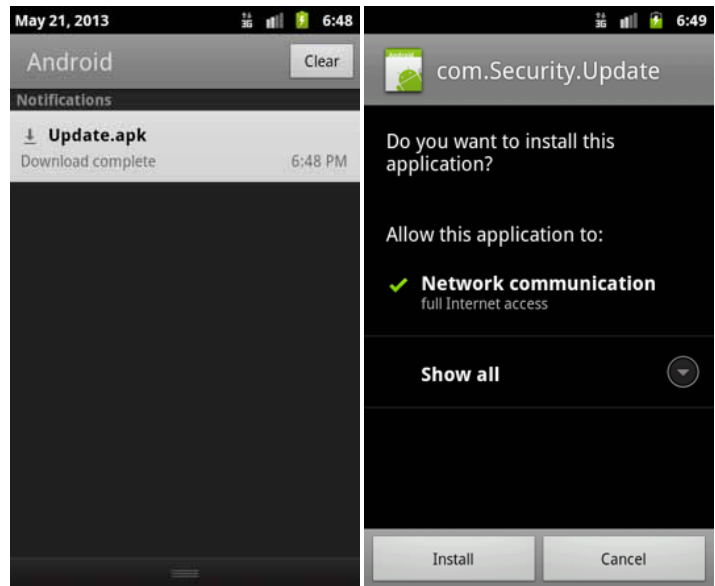 May 21, 2013
3G
6:48
Android
Clear
Notifications
Update.apk
Download complete
6:48 PM
3G
6:49
com.Security.Update
Do you want to install this
application?
Allow this application to:
Network communication
full Internet access
Show all
Install
Cancel